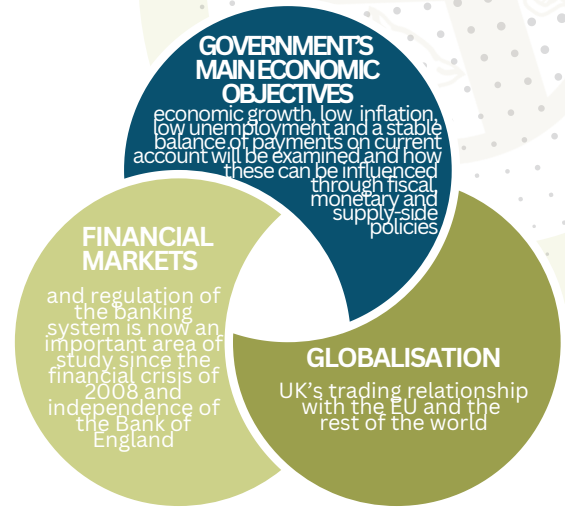 GOVERNMENT'S
MAIN ECONOMIC
OBJECTIVES
economic growth, low inflation,
low unemployment and a stable
balance of payments on current
account will be examined and how
these can be influenced
through fiscal,
monetary and
supply-side
policies
FINANCIAL
MARKETS
and regulation of
the banking
system is now an
important area of
study since the
financial crisis of
2008 and
independence of
the Bank of
England
GLOBALISATION
UK's trading relationship
with the EU and the
rest of the world